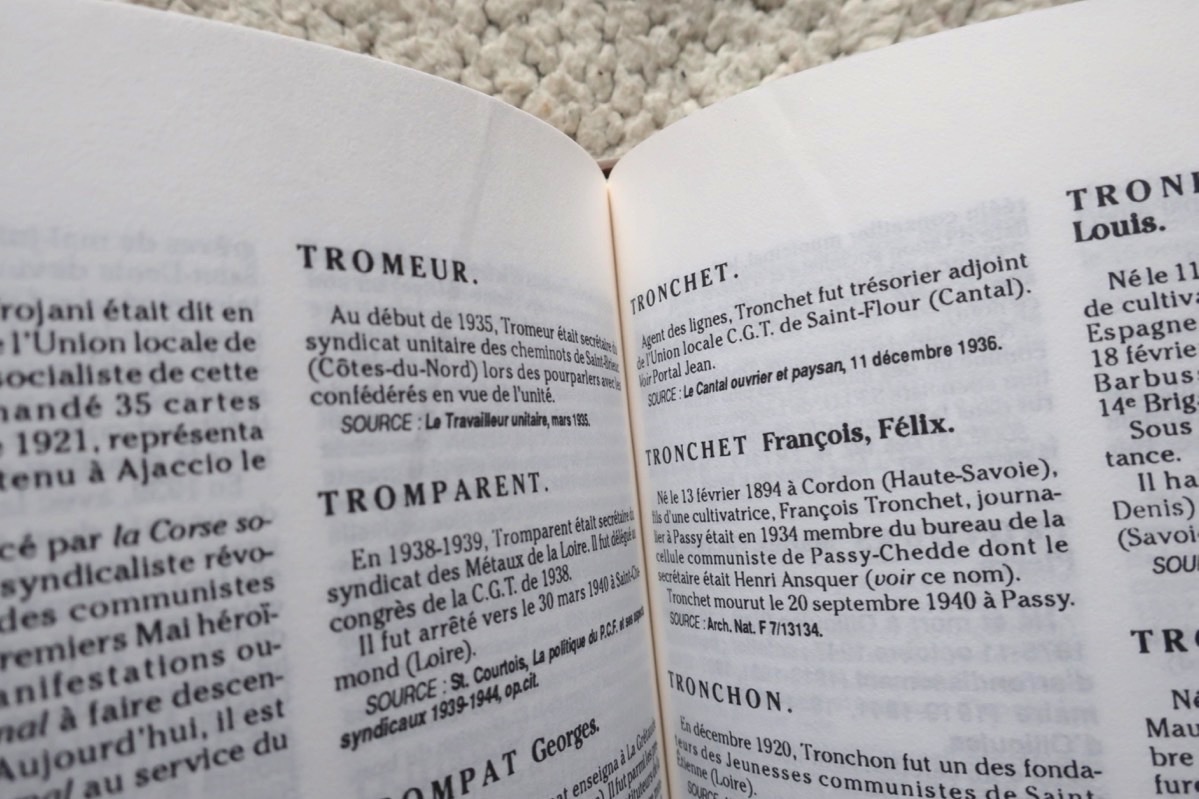 rojani était dit en
l'Union locale de
socialiste de cette
mandé 35 cartes
1921, représenta
tenu à Ajaccio le
cé par la Corse so-
syndicaliste révo-
des communistes
remiers Mai héroï-
anifestations ou-
nal à faire descen-
Aujourd'hui, il est
nal au service du
TROMEUR.
Au début de 1935, Tromeur était secrétaire du
syndicat unitaire des cheminots de Saint-Brieuc
(Côtes-du-Nord) lors des pourparlers avec les
confédérés en vue de l'unité.
SOURCE : Le Travailleur unitaire, mars 1935.
TROMPARENT.
En 1938-1939, Tromparent était secrétaire du
syndicat des Métaux de la Loire. Il fut délégué au
congrès de la C.G.T. de 1938.
Il fut arrêté vers le 30 mars 1940 à Saint-Cha-
mond (Loire).
SOURCE : St. Courtois, La politique du P.C.F. et ses aspects
syndicaux 1939-1944, op.cit.
OMPAT Georges.
enseigna à La
Il fut parmi les
TRONCHET.
Agent des lignes, Tronchet fut trésorier adjoint
de l'Union locale C.G.T. de Saint-Flour (Cantal).
Voir Portal Jean.
SOURCE : Le Cantal ouvrier et paysan, 11 décembre 1936.
TRONCHET François, Félix.
Né le 13 février 1894 à Cordon (Haute-Savoie),
fils d'une cultivatrice, François Tronchet, journa-
lier à Passy était en 1934 membre du bureau de la
cellule communiste de Passy-Chedde dont le
secrétaire était Henri Ansquer (voir ce nom).
Tronchet mourut le 20 septembre 1940 à Passy.
SOURCE : Arch. Nat. F 7/13134.
TRONCHON.
En décembre 1920, Tronchon fut un des fonda-
teurs des Jeunesses communistes de Saint-
Étienne (Loire).
TRON
Louis.
Né le 11
de cultiva
Espagne
18 février
Barbus
14e Brig
Sous
tance.
Il ha
Denis)
(Savoi
SOU
TRO
Né
Mau
bre
fur